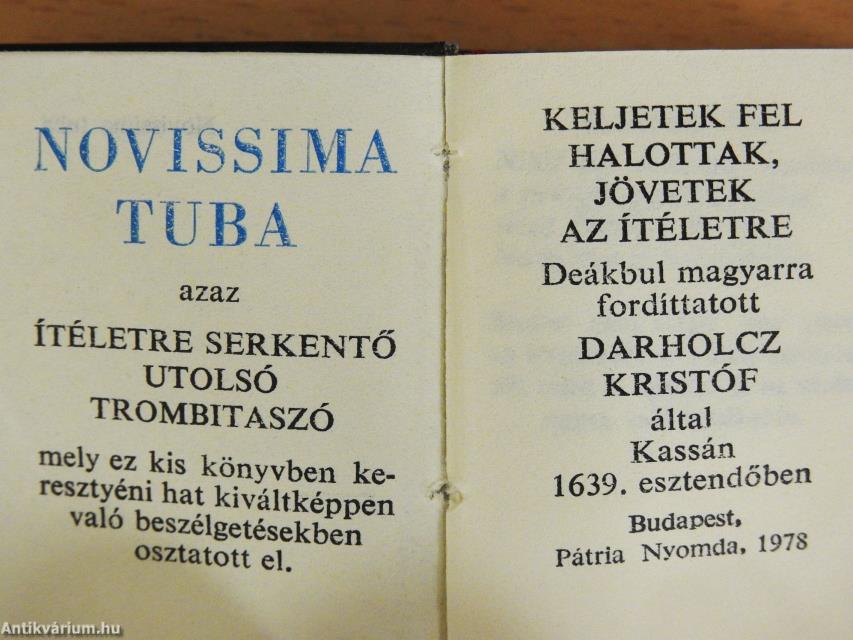 NOVISSIMA
TUBA
azaz
ÍTÉLETRE SERKENTŐ
UTOLSÓ
TROMBITASZÓ
mely ez kis könyvben ke-
resztyéni hat kiváltképpen
való beszélgetésekben
osztatott el.
KELJETEK FEL
HALOTTAK,
JÖVETEK
AZ ÍTÉLETRE
Deákbul magyarra
fordíttatott
DARHOLCZ
KRISTÓF
által
Kassán
1639. esztendőben
Budapest,
Pátria Nyomda, 1978
Antikvárium.hu